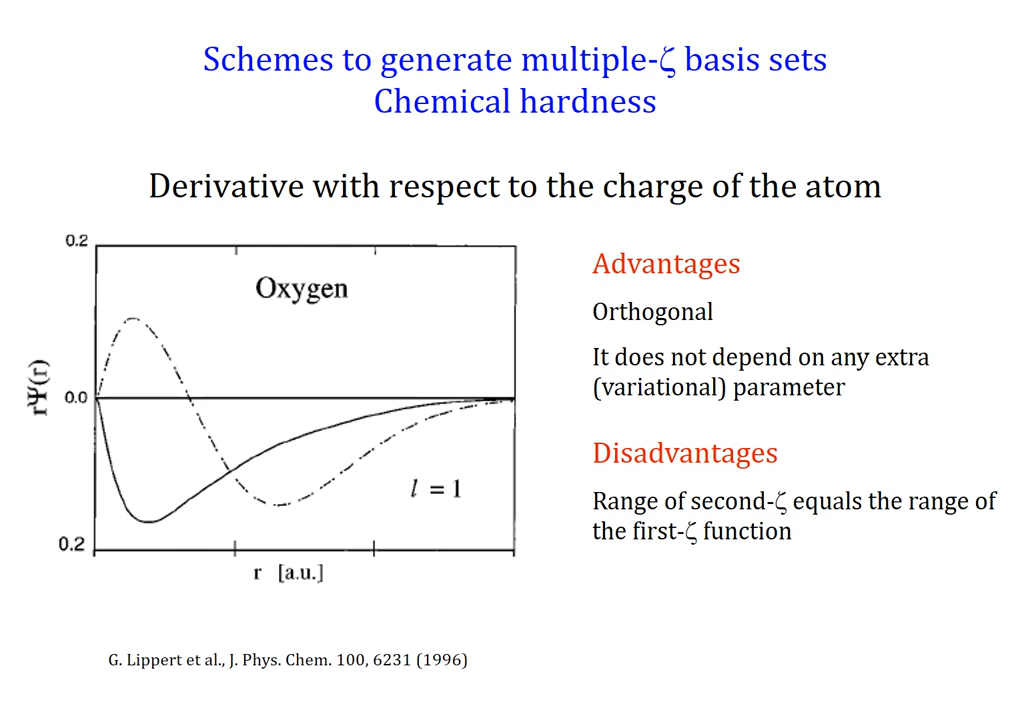 Schemes to generate multiple-ζ basis sets
Chemical hardness
Derivative with respect to the charge of the atom
0.2
Oxygen
rΨ(r)
0.0
l = 1
0.2
r [a.u.]
Advantages
Orthogonal
It does not depend on any extra
(variational) parameter
Disadvantages
Range of second-ζ equals the range of
the first-ζ function
G. Lippert et al., J. Phys. Chem. 100, 6231 (1996)